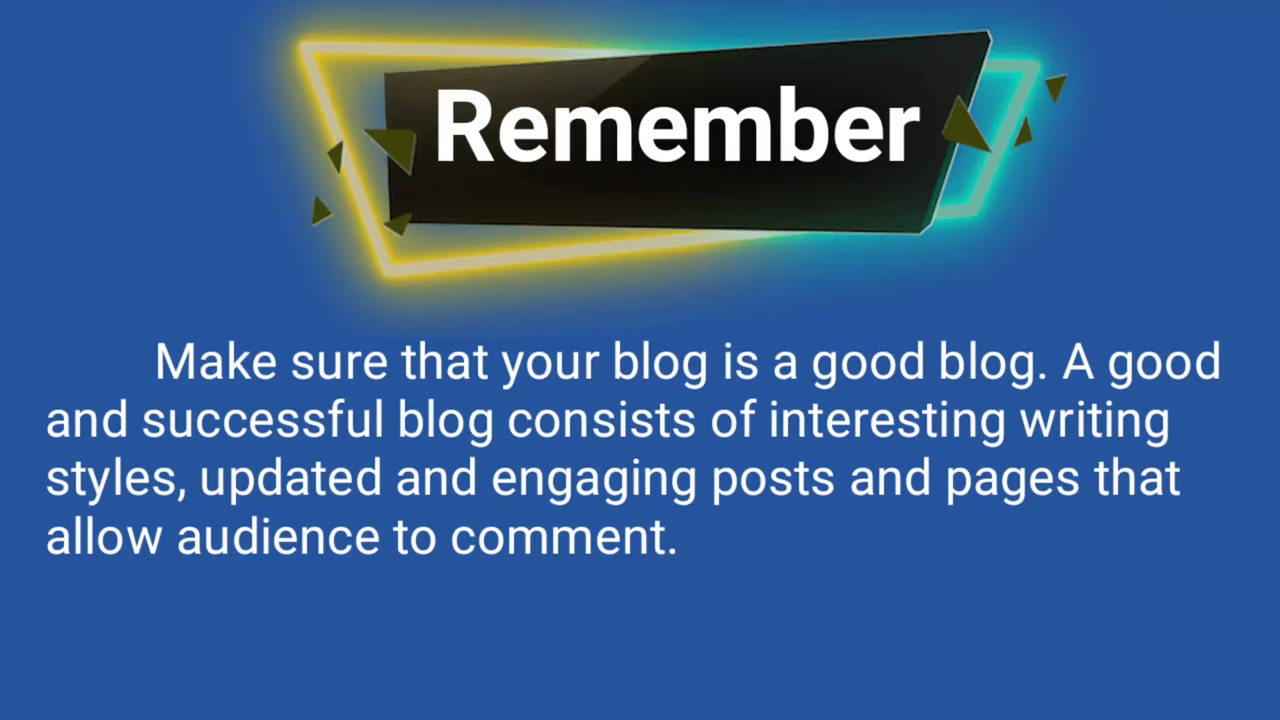 Remember
Make sure that your blog is a good blog. A good
and successful blog consists of interesting writing
styles, updated and engaging posts and pages that
allow audience to comment.